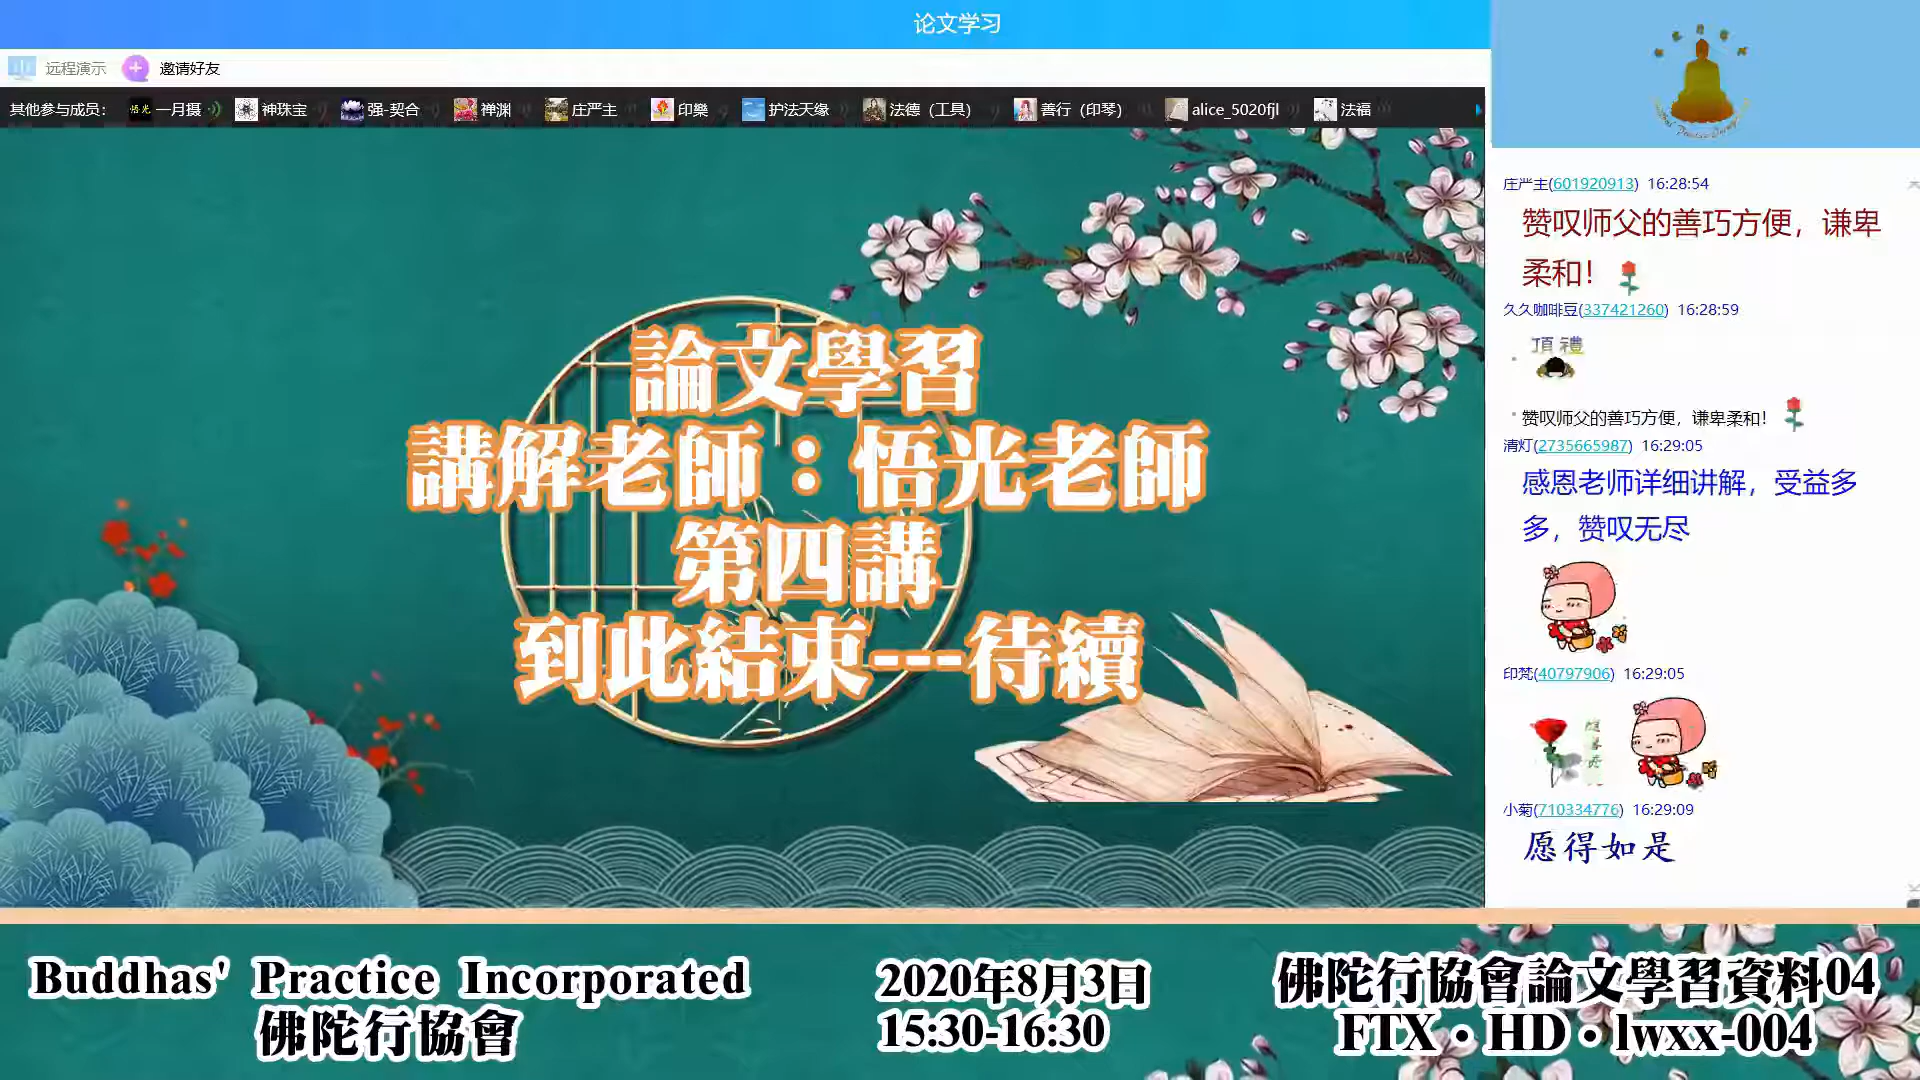 论文学习
远程演示 邀请好友
其他参与成员： 悟光 一月摄 神珠宝 强-契合 禅渊 庄严主 印樂 护法天缘 法德（工具） 善行（印琴） alice_5020fjl 法福
論文學習
講解老師：悟光老師
第四講
到此結束---待續
庄严主(601920913) 16:28:54
赞叹师父的善巧方便，谦卑
柔和！
久久咖啡豆(337421260) 16:28:59
頂禮
赞叹师父的善巧方便，谦卑柔和！
清灯(2735665987) 16:29:05
感恩老师详细讲解，受益多
多，赞叹无尽
印梵(40797906) 16:29:05
小菊(710334776) 16:29:09
愿得如是
Buddhas' Practice Incorporated
佛陀行協會
2020年8月3日
15:30-16:30
佛陀行協會論文學習資料04
FTX·HD·lwxx-004